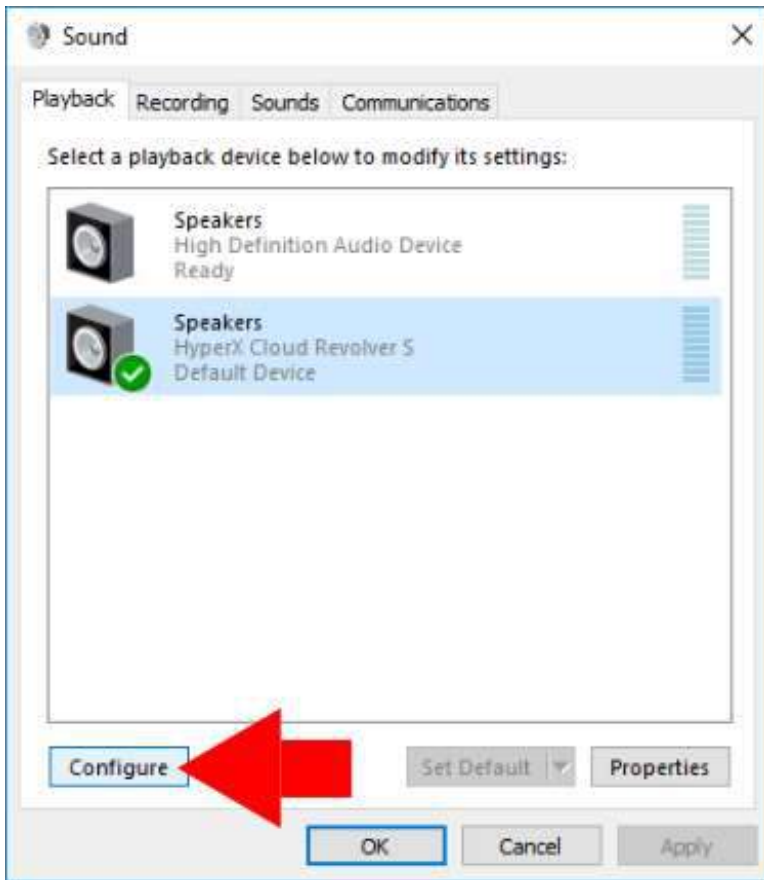 Sound
Playback Recording Sounds Communications
Select a playback device below to modify its settings:
Speakers
High Definition Audio Device
Ready
Speakers
HyperX Cloud Revolver S
Default Device
Configure Set Default Properties
OK Cancel Apply